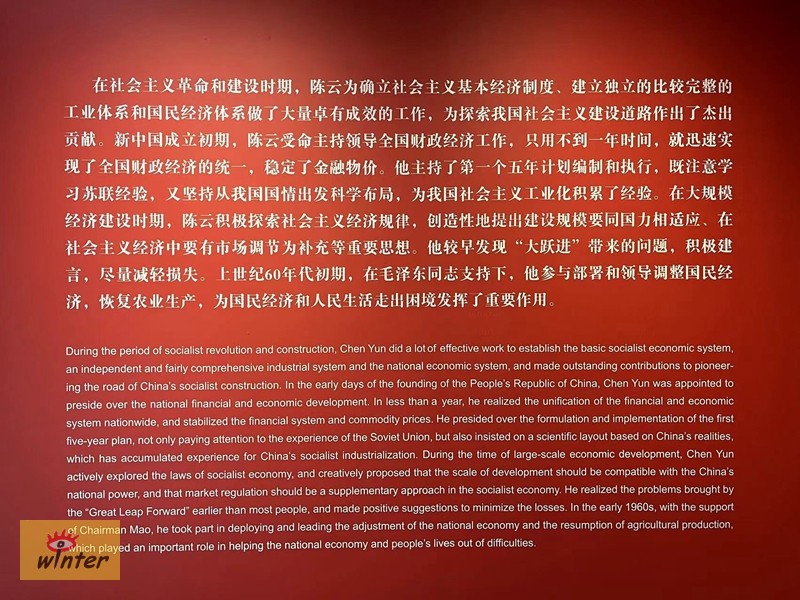 在社会主义革命和建设时期，陈云为确立社会主义基本经济制度、建立独立的比较完整的
工业体系和国民经济体系做了大量卓有成效的工作，为探索我国社会主义建设道路作出了杰出
贡献。新中国成立初期，陈云受命主持领导全国财政经济工作，只用不到一年时间，就迅速实
现了全国财政经济的统一，稳定了金融物价。他主持了第一个五年计划编制和执行，既注意学
习苏联经验，又坚持从我国国情出发科学布局，为我国社会主义工业化积累了经验。在大规模
经济建设时期，陈云积极探索社会主义经济规律，创造性地提出建设规模要同国力相适应、在
社会主义经济中要有市场调节为补充等重要思想。他较早发现“大跃进”带来的问题，积极建
言，尽量减轻损失。上世纪60年代初期，在毛泽东同志支持下，他参与部署和领导调整国民经
济，恢复农业生产，为国民经济和人民生活走出困境发挥了重要作用。
During the period of socialist revolution and construction, Chen Yun did a lot of effective work to establish the basic socialist economic system,
an independent and fairly comprehensive industrial system and the national economic system, and made outstanding contributions to pioneer-
ing the road of China's socialist construction. In the early days of the founding of the People's Republic of China, Chen Yun was appointed to
preside over the national financial and economic development. In less than a year, he realized the unification of the financial and economic
system nationwide, and stabilized the financial system and commodity prices. He presided over the formulation and implementation of the first
five-year plan, not only paying attention to the experience of the Soviet Union, but also insisted on a scientific layout based on China's realities,
which has accumulated experience for China's socialist industrialization. During the time of large-scale economic development, Chen Yun
actively explored the laws of socialist economy, and creatively proposed that the scale of development should be compatible with the China's
national power, and that market regulation should be a supplementary approach in the socialist economy. He realized the problems brought by
the “Great Leap Forward” earlier than most people, and made positive suggestions to minimize the losses. In the early 1960s, with the support
of Chairman Mao, he took part in deploying and leading the adjustment of the national economy and the resumption of agricultural production,
which played an important role in helping the national economy and people's lives out of difficulties.
winter